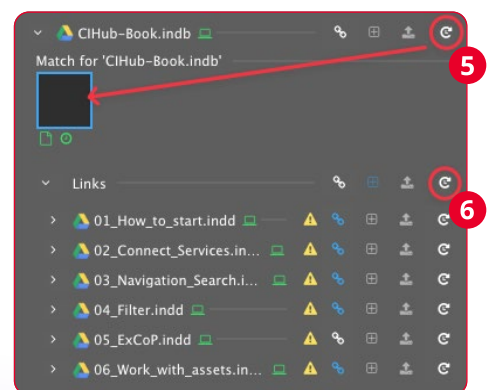 CIHub-Book.indb
5
Match for 'CIHub-Book.indb'
Links
6
01_How_to_start.indd
02_Connect_Services.in...
03_Navigation_Search.i...
04_Filter.indd
05_ExCoP.indd
06_Work_with_assets.in...